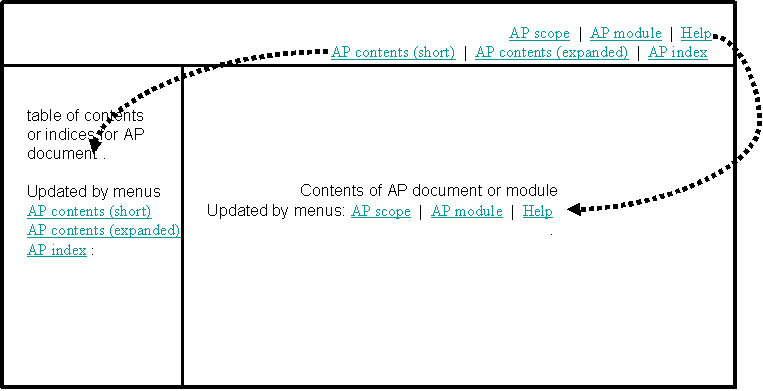 AP scope | AP module | Help
AP contents (short) | AP contents (expanded) | AP index
table of contents
or indices for AP
document .
Updated by menus
AP contents (short)
AP contents (expanded)
AP index :
Contents of AP document or module
Updated by menus: AP scope | AP module | Help
.